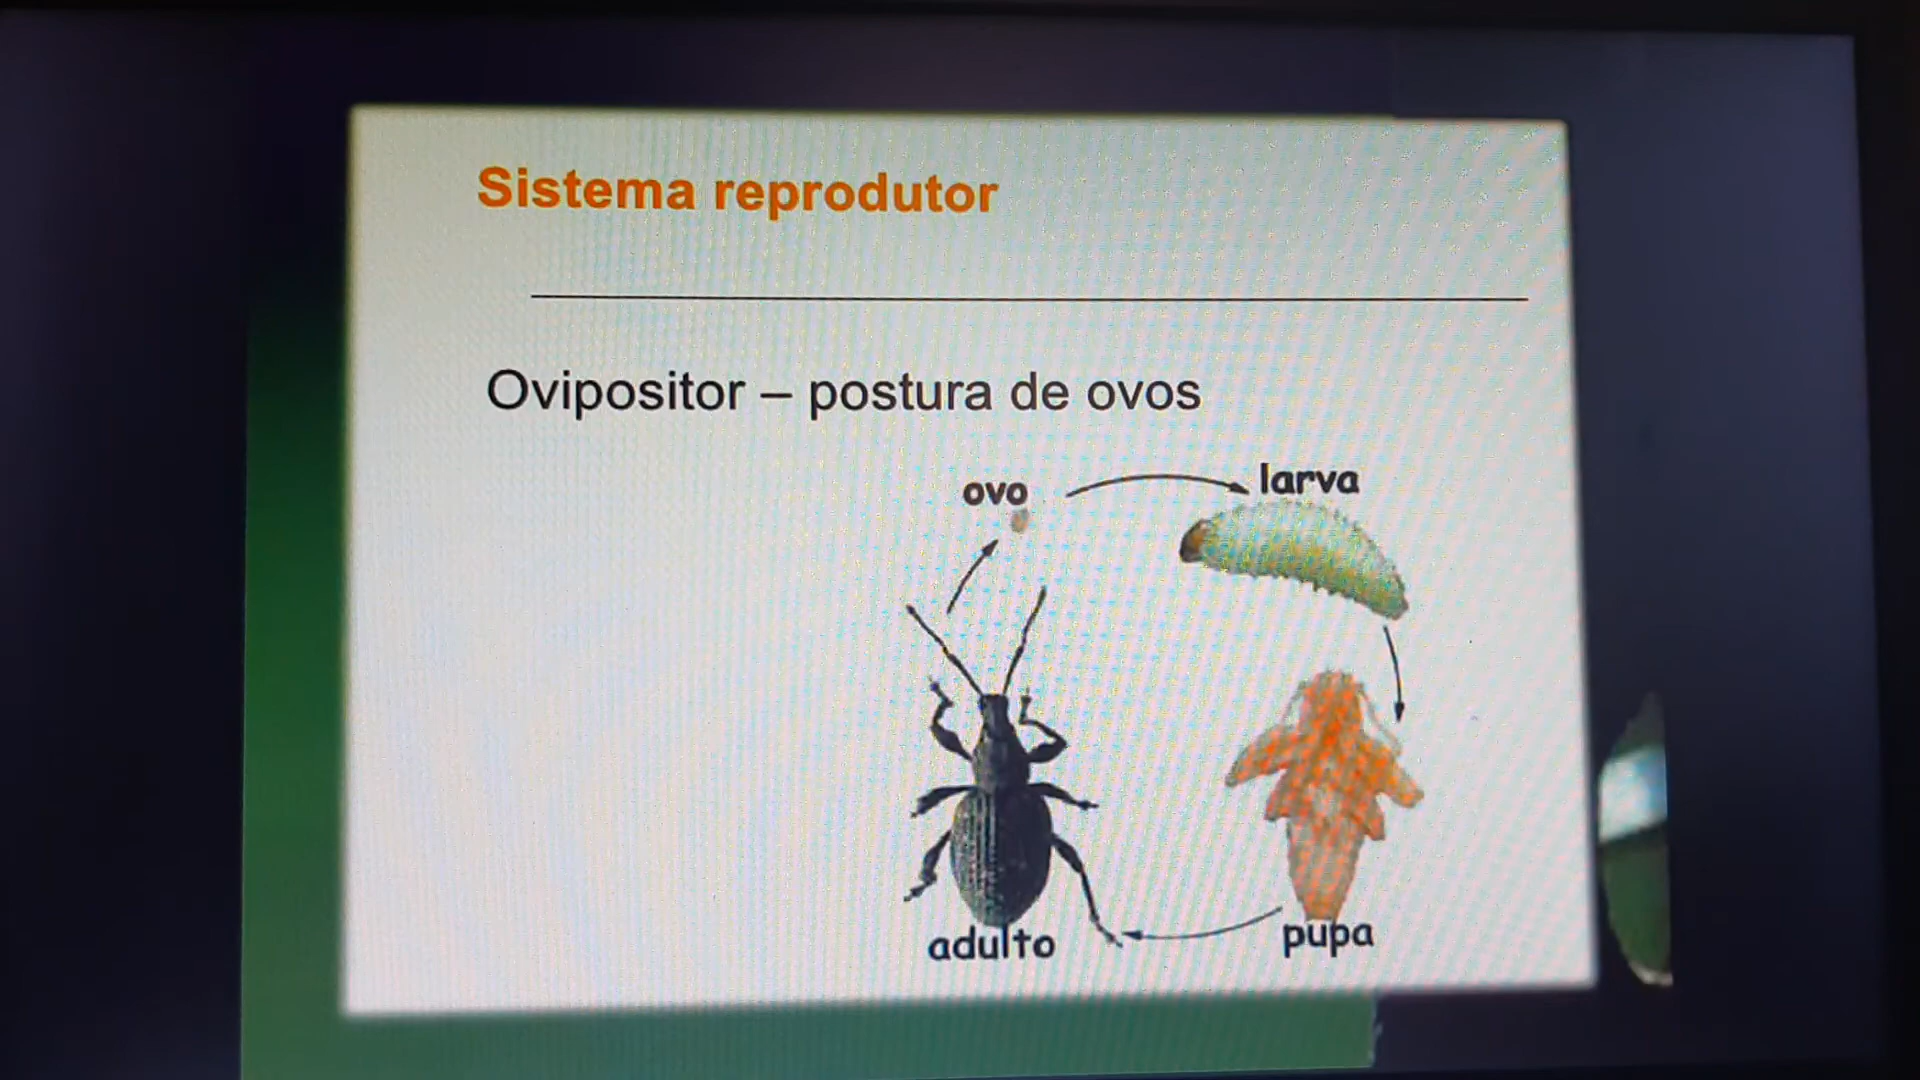 Sistema reprodutor
Ovipositor – postura de ovos
ovo
larva
adulto
pupa